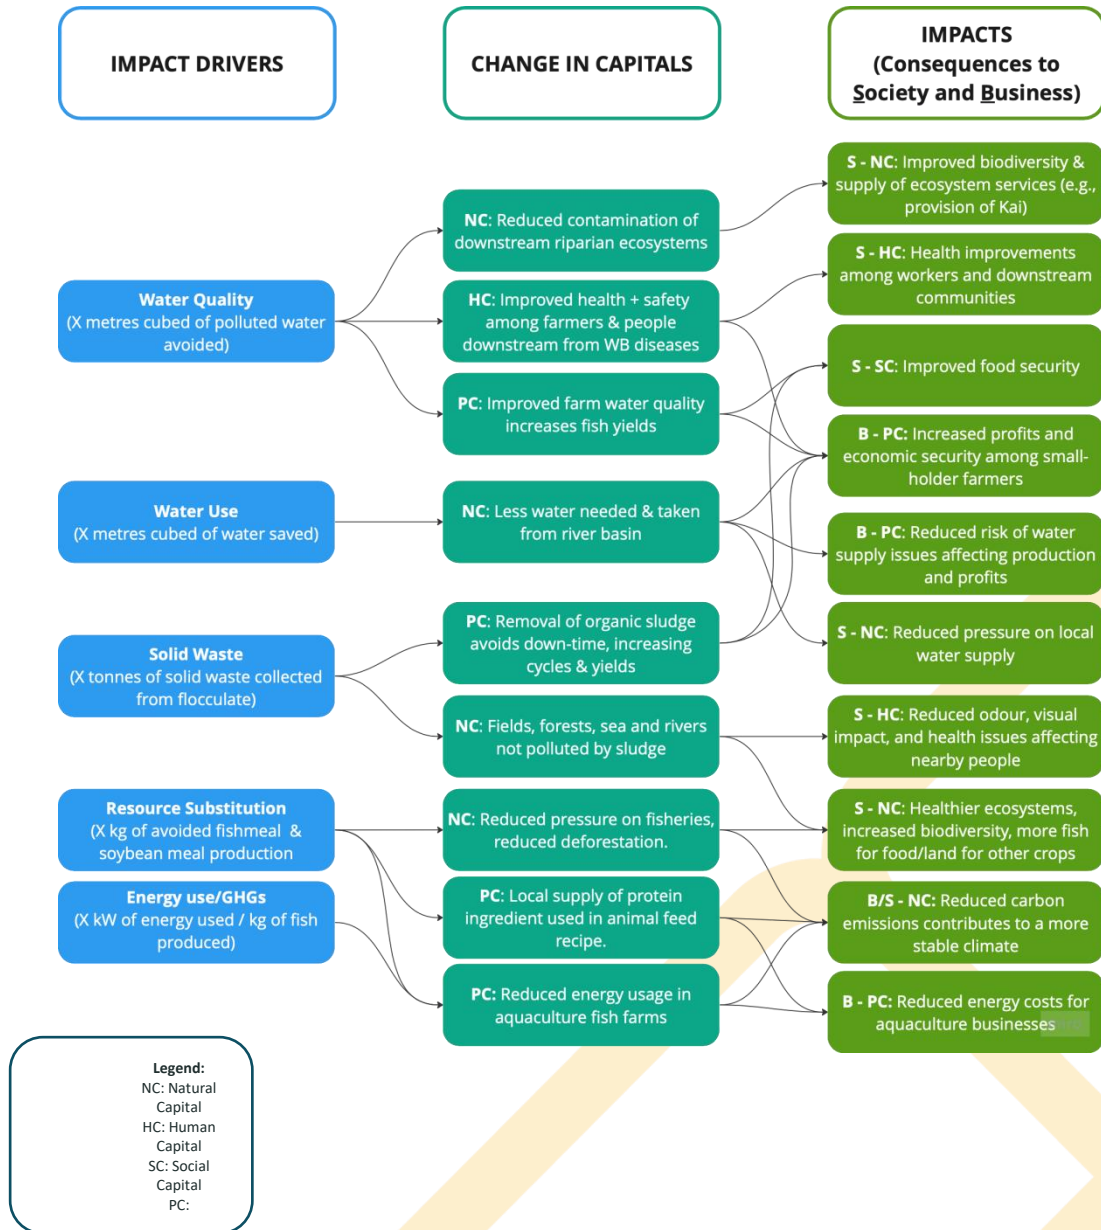 IMPACT DRIVERS
CHANGE IN CAPITALS
IMPACTS
(Consequences to
Society and Business)
Water Quality
(X metres cubed of polluted water
avoided)
Water Use
(X metres cubed of water saved)
Solid Waste
(X tonnes of solid waste collected
from flocculate)
Resource Substitution
(X kg of avoided fishmeal & 
soybean meal production
Energy use/GHGs
(X kW of energy used / kg of fish
produced)
NC: Reduced contamination of
downstream riparian ecosystems
HC: Improved health + safety
among farmers & people
downstream from WB diseases
PC: Improved farm water quality
increases fish yields
NC: Less water needed & taken
from river basin
PC: Removal of organic sludge
avoids down-time, increasing
cycles & yields
NC: Fields, forests, sea and rivers
not polluted by sludge
NC: Reduced pressure on fisheries,
reduced deforestation.
PC: Local supply of protein
ingredient used in animal feed
recipe.
PC: Reduced energy usage in
aquaculture fish farms
S - NC: Improved biodiversity &
supply of ecosystem services (e.g.,
provision of Kai)
S - HC: Health improvements
among workers and downstream
communities
S - SC: Improved food security
B - PC: Increased profits and
economic security among small-
holder farmers
B - PC: Reduced risk of water
supply issues affecting production
and profits
S - NC: Reduced pressure on local
water supply
S - HC: Reduced odour, visual
impact, and health issues affecting
nearby people
S - NC: Healthier ecosystems,
increased biodiversity, more fish
for food/land for other crops
B/S - NC: Reduced carbon
emissions contributes to a more
stable climate
B - PC: Reduced energy costs for
aquaculture businesses
Legend:
NC: Natural
Capital
HC: Human
Capital
SC: Social
Capital
PC: